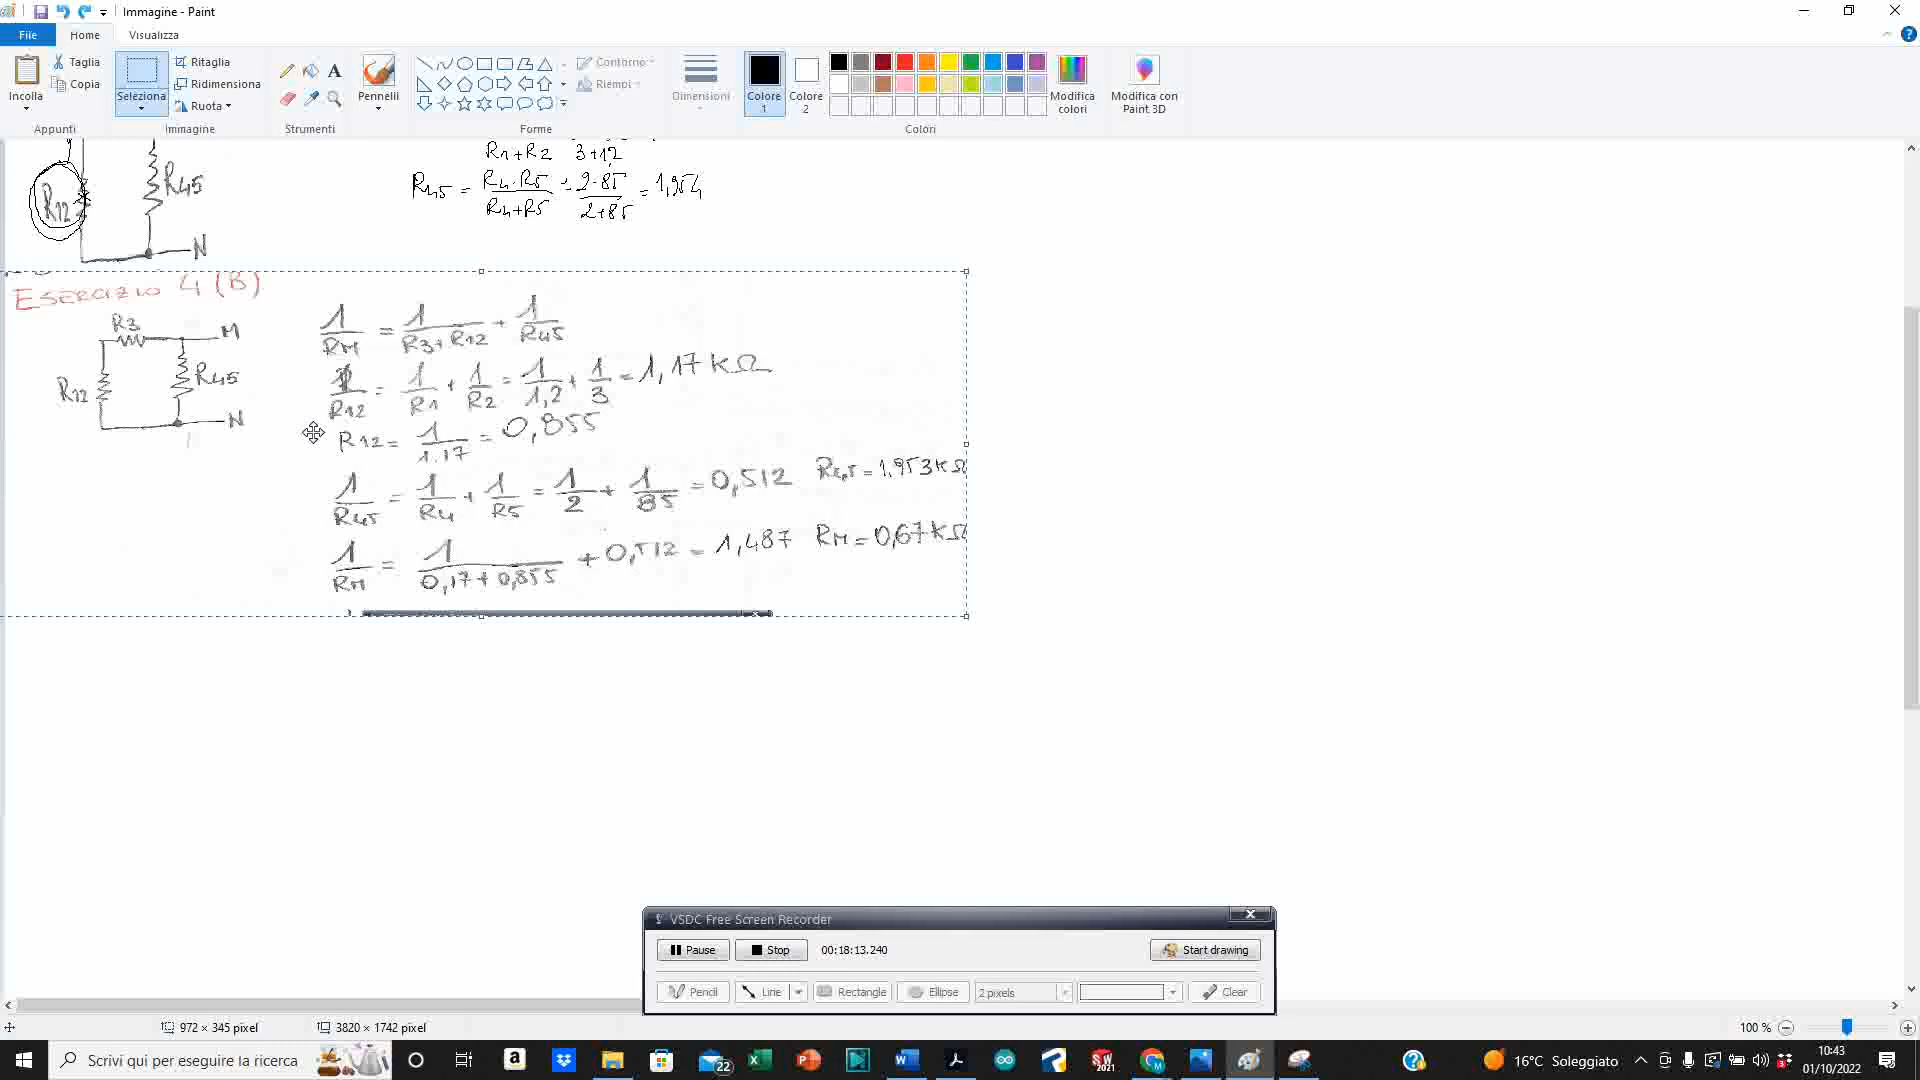 Immagine - Paint
File Home Visualizza
Incolla
Taglia
Copia
Appunti
Seleziona
Ritaglia
Ridimensiona
Ruota
Immagine
A
Strumenti
Pennelli
Contorno
Riempi
Forme
Dimensioni
Colore 1
Colore 2
Modifica colori
Modifica con Paint 3D
Colori
R12
R45
N
R1+R2 3+1,2
R45 = R4·R5 / R4+R5 = 2·85 / 2+85 = 1,954
ESERCIZIO 4 (B)
R3
M
R12
R45
N
1/RM = 1/R3+R12 + 1/R45
1/R12 = 1/R1 + 1/R2 = 1/1,2 + 1/3 = 1,17 KΩ
R12 = 1/1,17 = 0,855
1/R45 = 1/R4 + 1/R5 = 1/2 + 1/85 = 0,512 R45 = 1,953 KΩ
1/RM = 1/0,17+0,855 + 0,512 = 1,487 RM = 0,67 KΩ
VSDC Free Screen Recorder
Pause Stop 00:18:13.240 Start drawing
Pencil Line Rectangle Ellipse 2 pixels Clear
972 × 345 pixel 3820 × 1742 pixel 100 %
Scrivi qui per eseguire la ricerca
22
SW 2021
16°C Soleggiato
10:43
01/10/2022